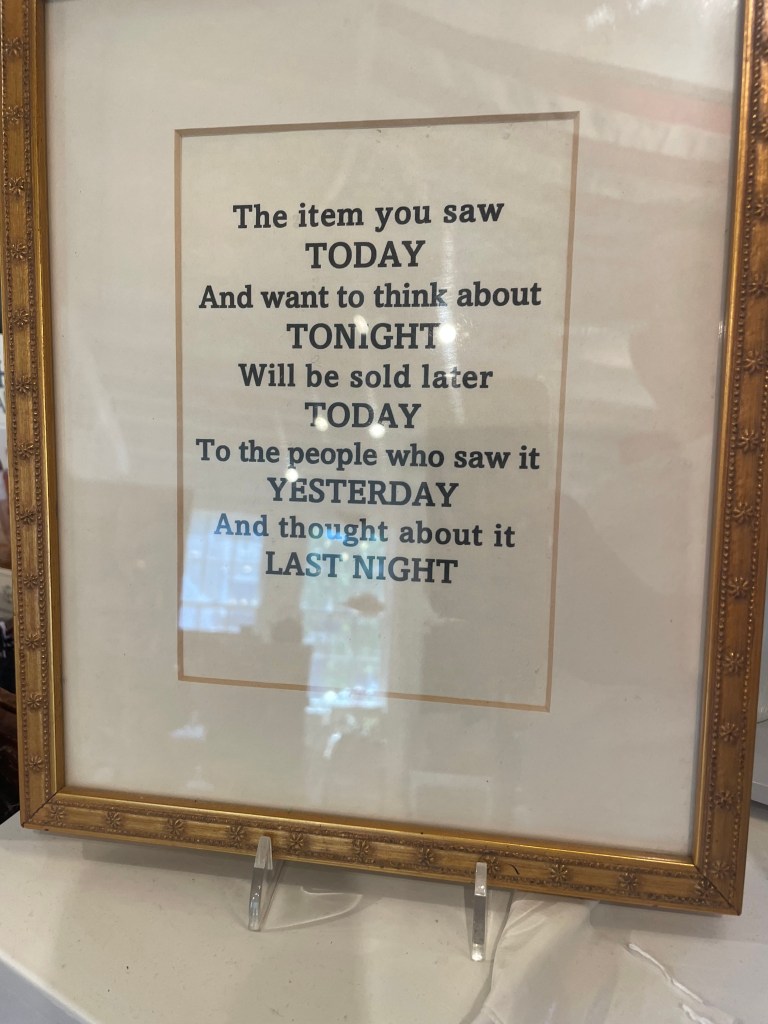 The item you saw
TODAY
And want to think about
TONIGHT
Will be sold later
TODAY
To the people who saw it
YESTERDAY
And thought about it
LAST NIGHT